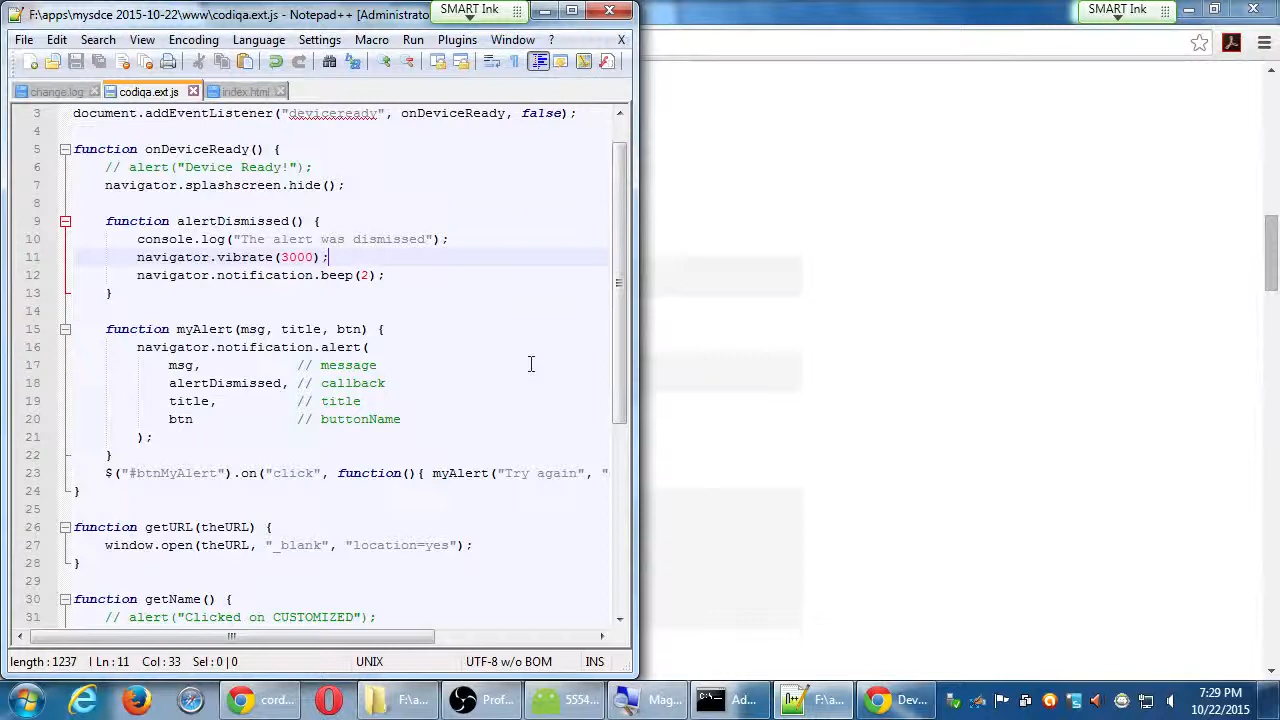 F:\apps\mysdce 2015-10-22\www\codiqa.ext.js - Notepad++ [Administrato
SMART Ink
SMART Ink
File Edit Search View Encoding Language Settings Macro Run Plugins Window ? X
change.log
codiqa.ext.js
index.html
3 document.addEventListener("deviceready", onDeviceReady, false);
4
5 function onDeviceReady() {
6 // alert("Device Ready!");
7 navigator.splashscreen.hide();
8
9 function alertDismissed() {
10 console.log("The alert was dismissed");
11 navigator.vibrate(3000);
12 navigator.notification.beep(2);
13 }
14
15 function myAlert(msg, title, btn) {
16 navigator.notification.alert(
17 msg, // message
18 alertDismissed, // callback
19 title, // title
20 btn // buttonName
21 );
22 }
23 $("#btnMyAlert").on("click", function(){ myAlert("Try again", "
24 }
25
26 function getURL(theURL) {
27 window.open(theURL, "_blank", "location=yes");
28 }
29
30 function getName() {
31 // alert("Clicked on CUSTOMIZED");
length : 1237 l Ln : 11 Col : 33 Sel : 0 | 0 UNIX UTF-8 w/o BOM INS
cord... F:\a... Prof... 5554... Mag... Ad... F:\a... Dev...
7:29 PM
10/22/2015